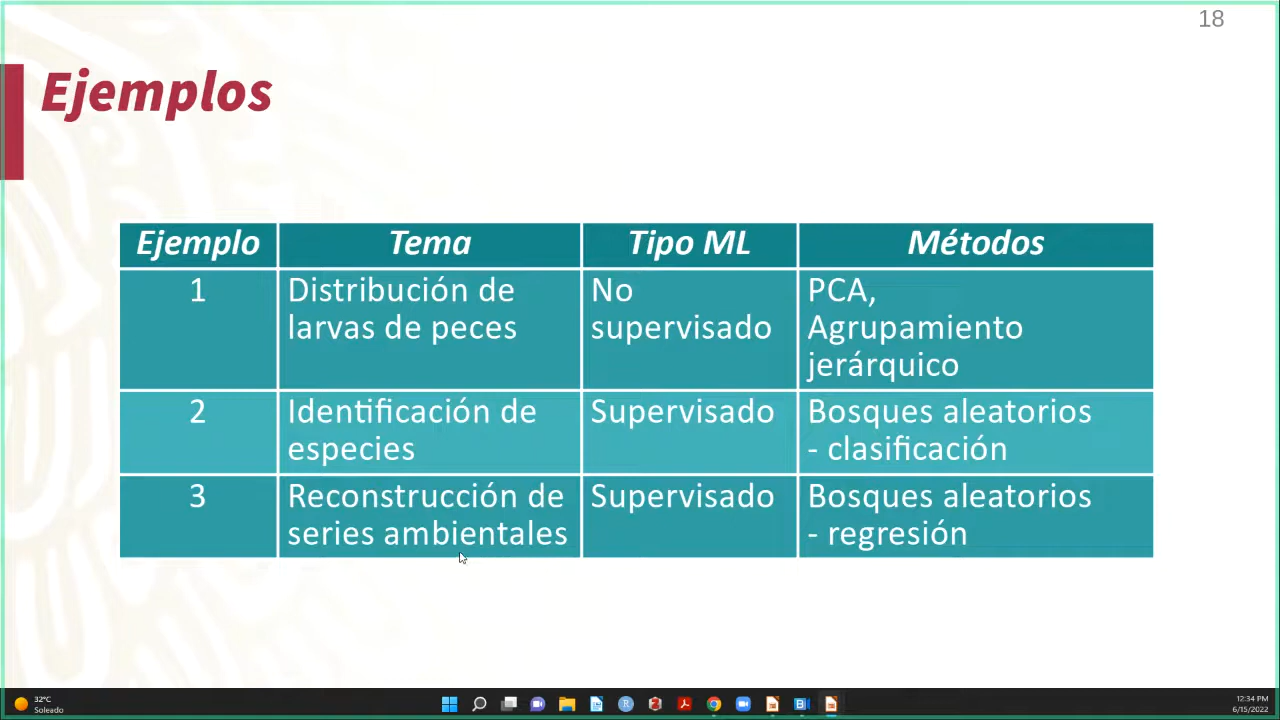 18
Ejemplos
Ejemplo Tema Tipo ML Métodos
1 Distribución de No PCA,
larvas de peces supervisado Agrupamiento
jerárquico
2 Identificación de Supervisado Bosques aleatorios
especies - clasificación
3 Reconstrucción de Supervisado Bosques aleatorios
series ambientales - regresión
32°C
Soleado
12:34 PM
6/15/2022